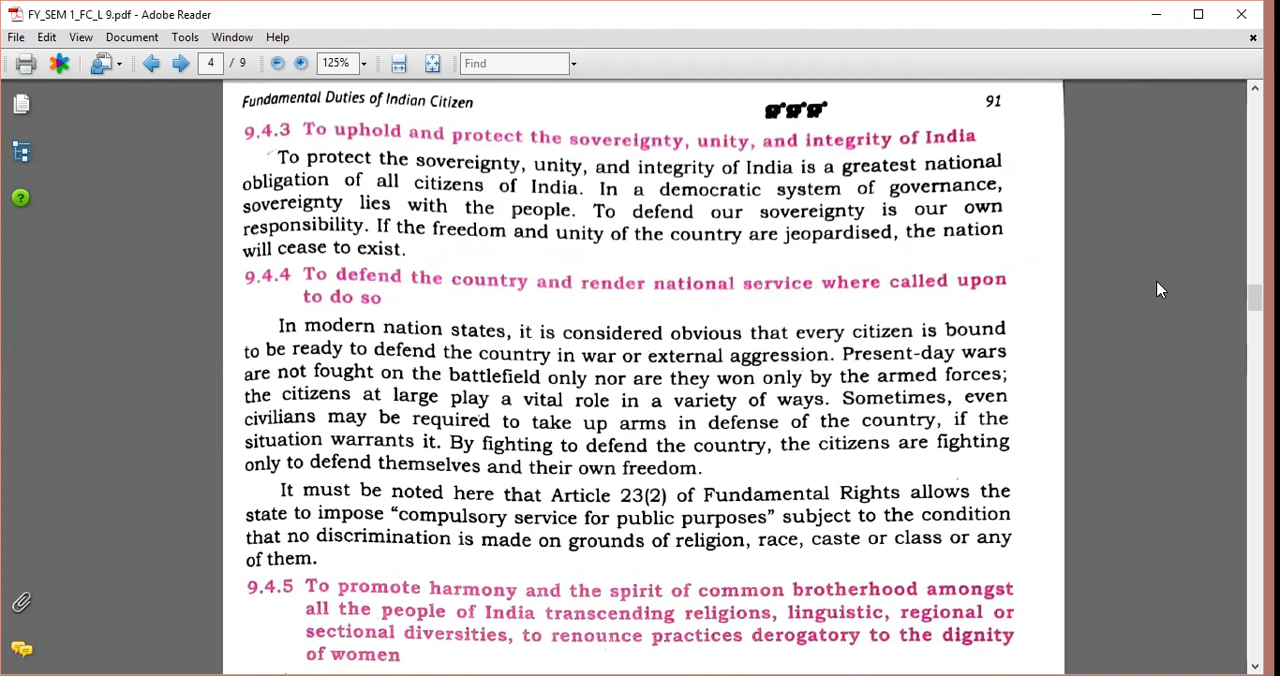 FY_SEM 1_FC_L 9.pdf - Adobe Reader
File Edit View Document Tools Window Help
4 / 9 125% Find
Fundamental Duties of Indian Citizen 91
9.4.3 To uphold and protect the sovereignty, unity, and integrity of India
To protect the sovereignty, unity, and integrity of India is a greatest national
obligation of all citizens of India. In a democratic system of governance,
sovereignty lies with the people. To defend our sovereignty is our own
responsibility. If the freedom and unity of the country are jeopardised, the nation
will cease to exist.
9.4.4 To defend the country and render national service where called upon
to do so
In modern nation states, it is considered obvious that every citizen is bound
to be ready to defend the country in war or external aggression. Present-day wars
are not fought on the battlefield only nor are they won only by the armed forces;
the citizens at large play a vital role in a variety of ways. Sometimes, even
civilians may be required to take up arms in defense of the country, if the
situation warrants it. By fighting to defend the country, the citizens are fighting
only to defend themselves and their own freedom.
It must be noted here that Article 23(2) of Fundamental Rights allows the
state to impose “compulsory service for public purposes” subject to the condition
that no discrimination is made on grounds of religion, race, caste or class or any
of them.
9.4.5 To promote harmony and the spirit of common brotherhood amongst
all the people of India transcending religions, linguistic, regional or
sectional diversities, to renounce practices derogatory to the dignity
of women